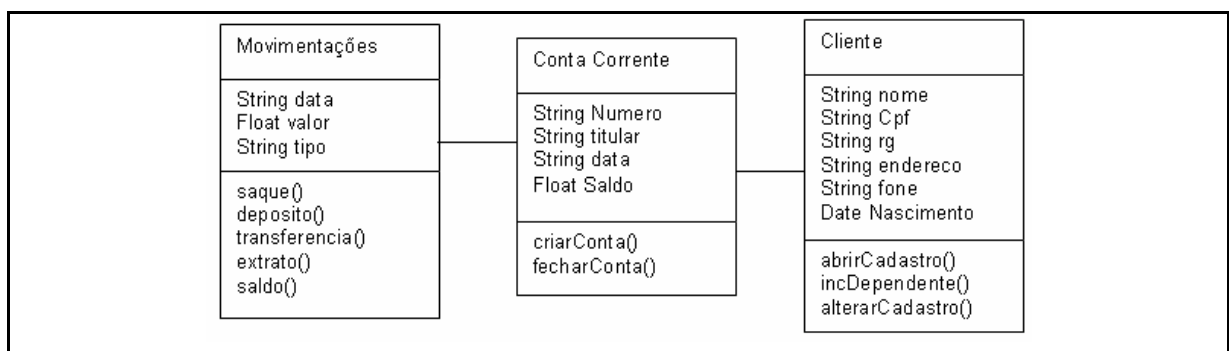 Movimentações
String data
Float valor
String tipo
saque()
deposito()
transferencia()
extrato()
saldo()
Conta Corrente
String Numero
String titular
String data
Float Saldo
criarConta()
fecharConta()
Cliente
String nome
String Cpf
String rg
String endereco
String fone
Date Nascimento
abrirCadastro()
incDependente()
alterarCadastro()